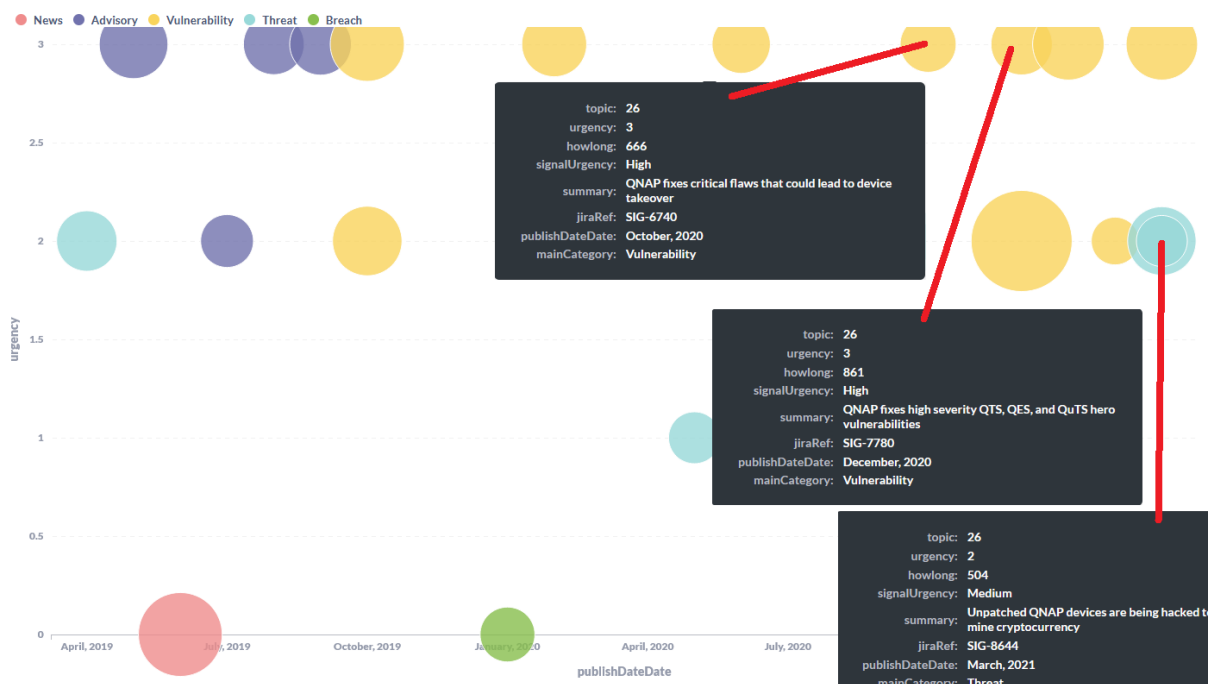 News Advisory Vulnerability Threat Breach
3
topic: 26
urgency: 3
howlong: 666
signalUrgency: High
summary: QNAP fixes critical flaws that could lead to device
takeover
jiraRef: SIG-6740
publishDateDate: October, 2020
mainCategory: Vulnerability
2.5
2
1.5
urgency
topic: 26
urgency: 3
howlong: 861
signalUrgency: High
summary: QNAP fixes high severity QTS, QES, and QuTS hero
vulnerabilities
jiraRef: SIG-7780
publishDateDate: December, 2020
mainCategory: Vulnerability
1
0.5
topic: 26
urgency: 2
howlong: 504
signalUrgency: Medium
summary: Unpatched QNAP devices are being hacked to
mine cryptocurrency
jiraRef: SIG-8644
publishDateDate: March, 2021
mainCategory: Threat
0
April, 2019 July, 2019 October, 2019 January, 2020 April, 2020 July, 2020
publishDateDate